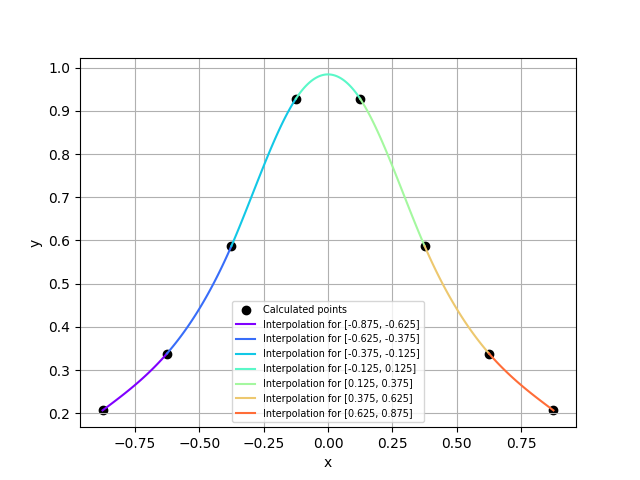 1.0
0.9
0.8
0.7
0.6
0.5
0.4
0.3
0.2
y
Calculated points
Interpolation for [-0.875, -0.625]
Interpolation for [-0.625, -0.375]
Interpolation for [-0.375, -0.125]
Interpolation for [-0.125, 0.125]
Interpolation for [0.125, 0.375]
Interpolation for [0.375, 0.625]
Interpolation for [0.625, 0.875]
−0.75 −0.50 −0.25 0.00 0.25 0.50 0.75
x